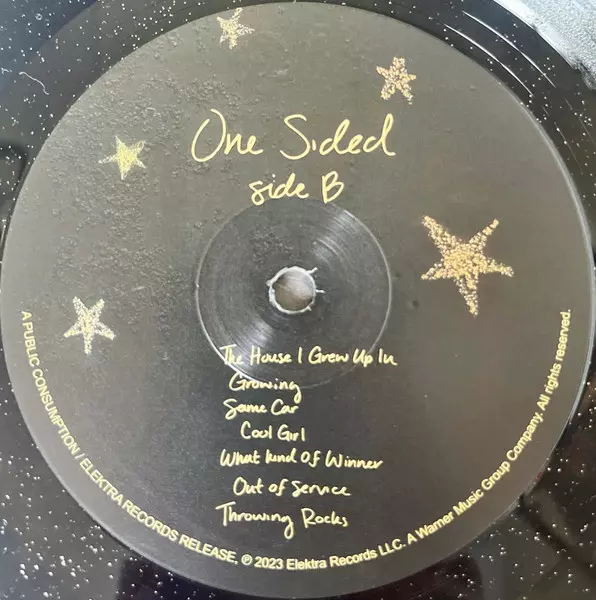 One Sided
side B
The House I Grew Up In
Growing
Same Car
Cool Girl
What Kind Of Winner
Out of Service
Throwing Rocks
A PUBLIC CONSUMPTION / ELEKTRA RECORDS RELEASE, ℗ 2023 Elektra Records LLC. A Warner Music Group Company. All rights reserved.